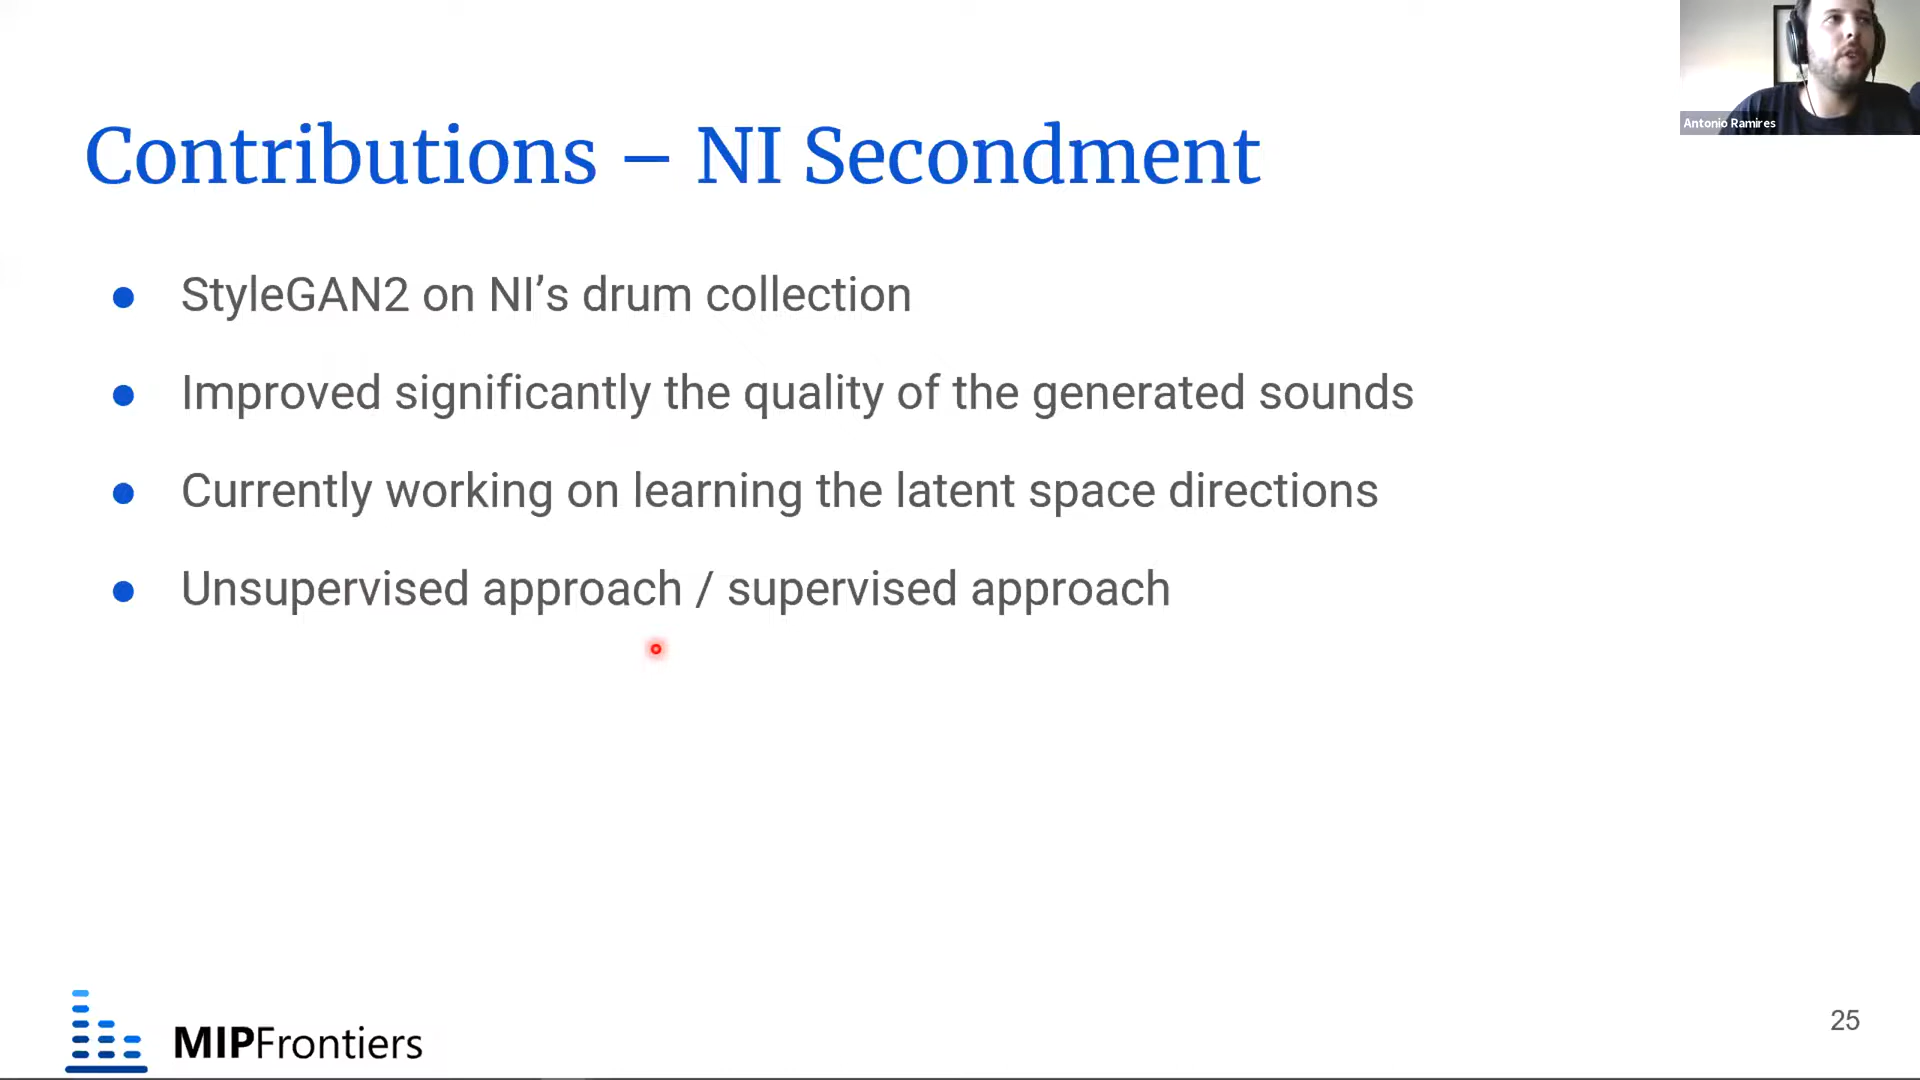 Antonio Ramires
Contributions – NI Secondment
● StyleGAN2 on NI’s drum collection
● Improved significantly the quality of the generated sounds
● Currently working on learning the latent space directions
● Unsupervised approach / supervised approach
MIPFrontiers
25